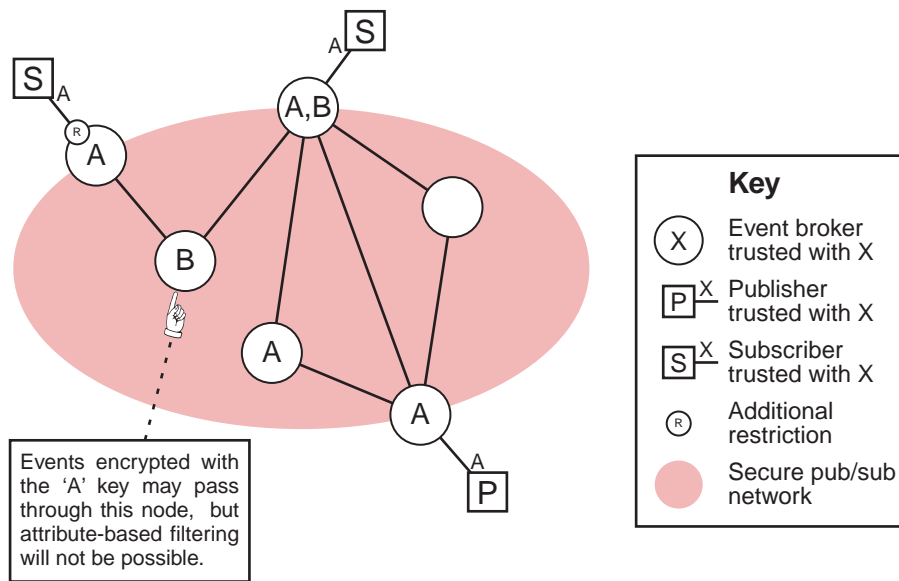 S
A
S
A
A,B
R
A
B
A
A
A
P
Events encrypted with
the ‘A’ key may pass
through this node, but
attribute-based filtering
will not be possible.
Key
X
Event broker
trusted with X
P
X
Publisher
trusted with X
S
X
Subscriber
trusted with X
R
Additional
restriction
Secure pub/sub
network